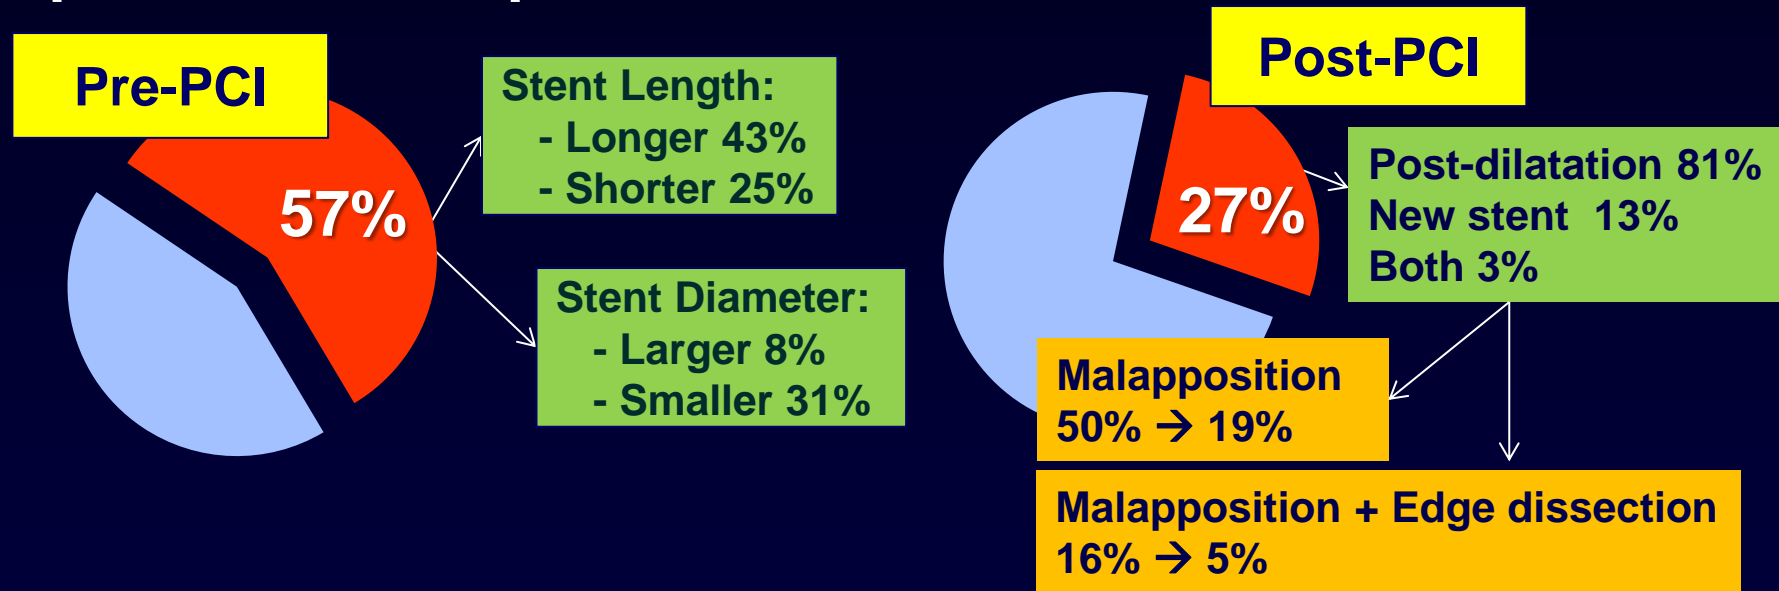 Pre-PCI
57%
Stent Length:
- Longer 43%
- Shorter 25%
Stent Diameter:
- Larger 8%
- Smaller 31%
Post-PCI
27%
Post-dilatation 81%
New stent 13%
Both 3%
Malapposition
50% → 19%
Malapposition + Edge dissection
16% → 5%